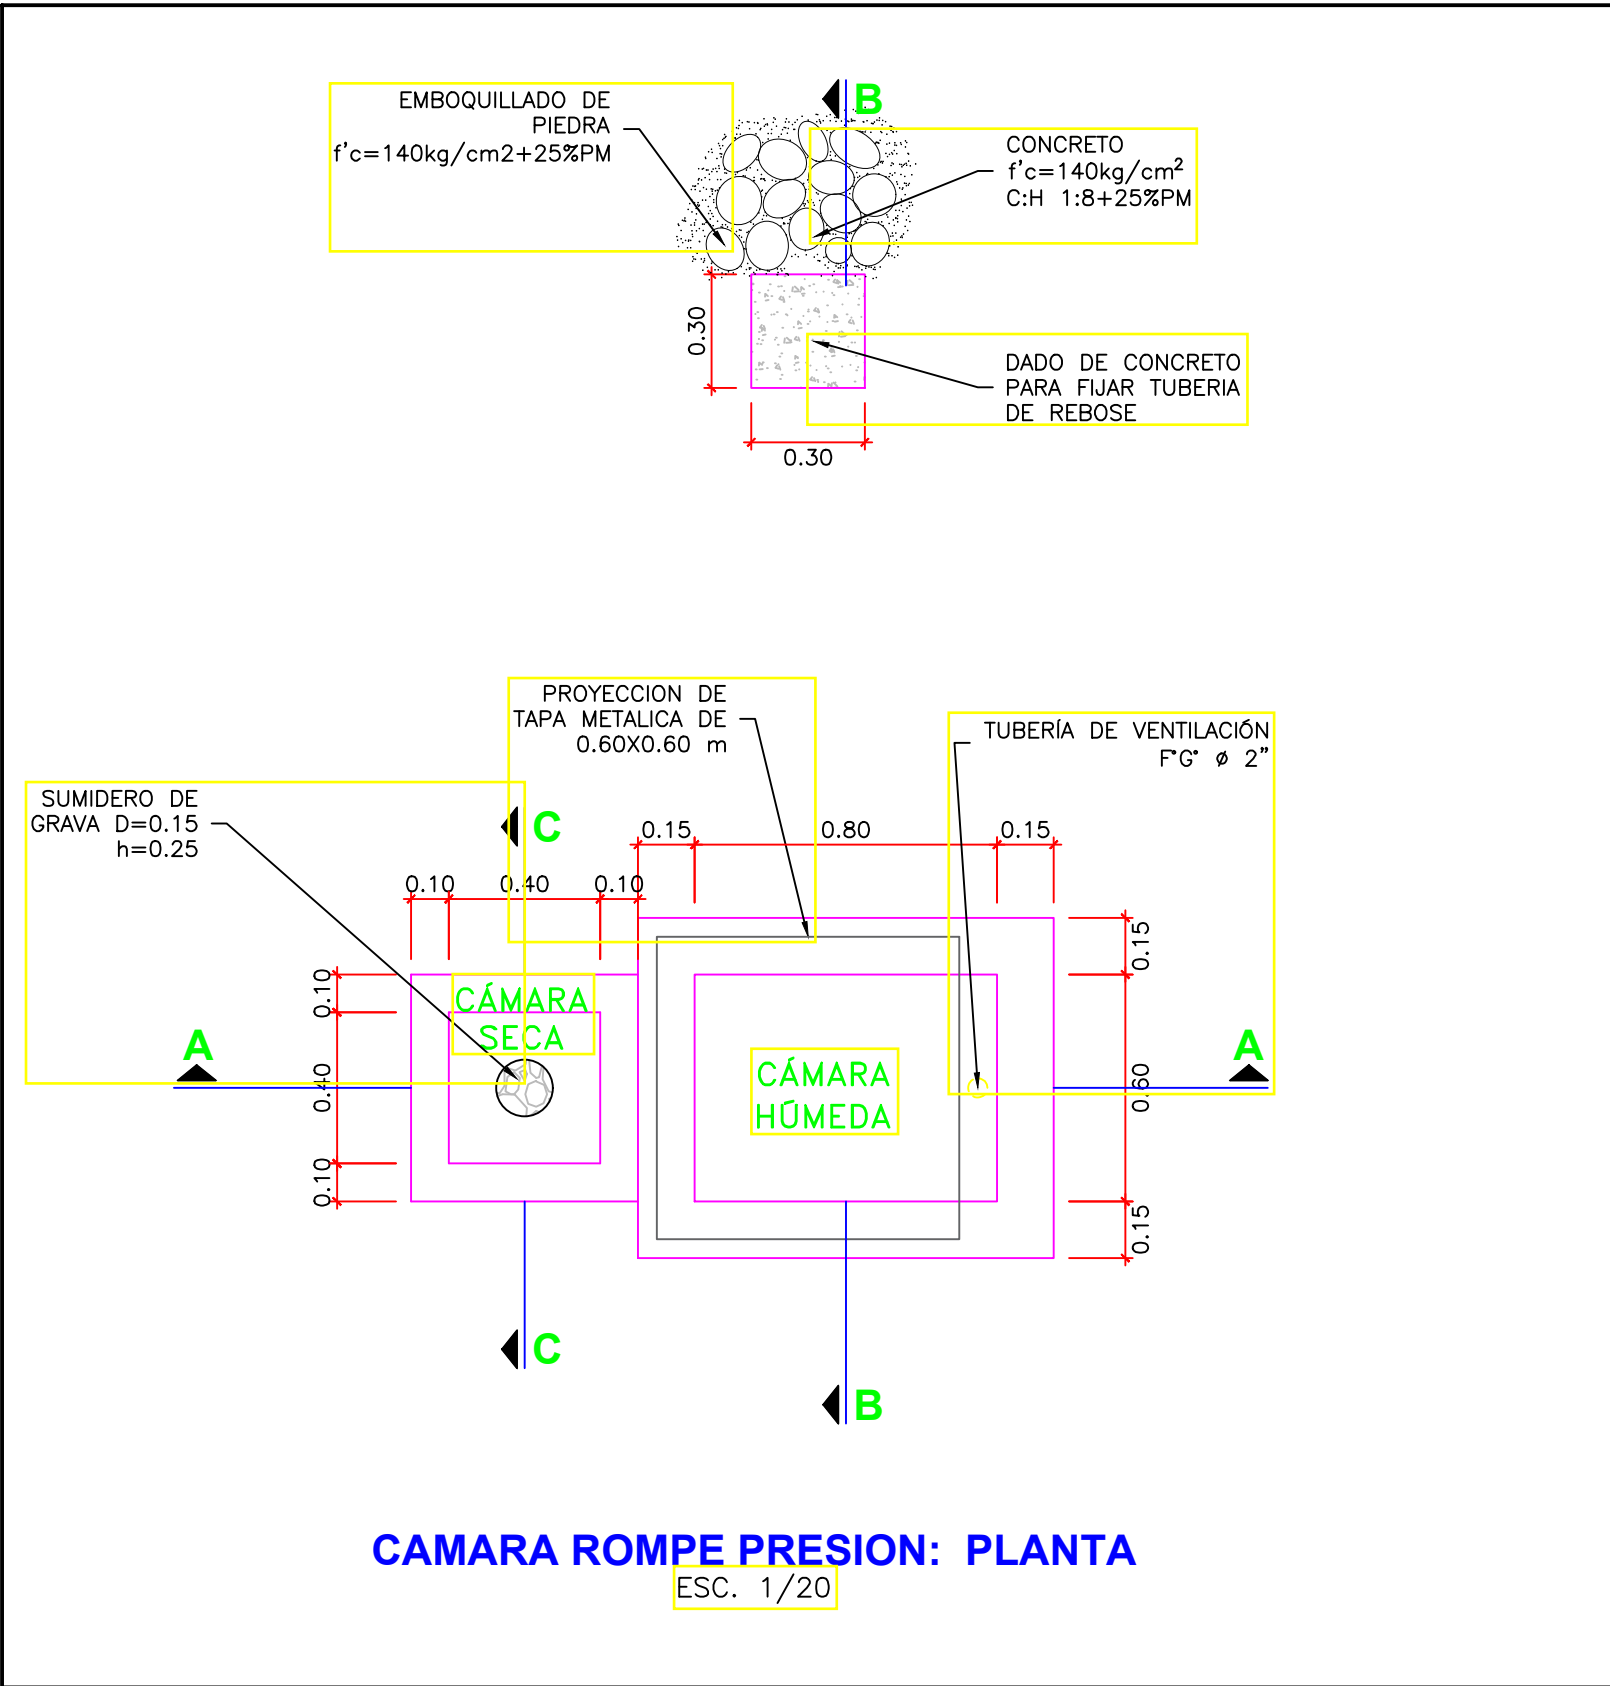 EMBOQUILLADO DE
PIEDRA
f'c=140kg/cm2+25%PM
B
CONCRETO
f'c=140kg/cm²
C:H 1:8+25%PM
0.30
DADO DE CONCRETO
PARA FIJAR TUBERIA
DE REBOSE
0.30
PROYECCION DE
TAPA METALICA DE
0.60X0.60 m
TUBERÍA DE VENTILACIÓN
F°G° ø 2"
SUMIDERO DE
GRAVA D=0.15
h=0.25
C
0.15 0.80 0.15
0.10 0.40 0.10
0.15
0.10
CÁMARA
SECA
A
A
0.40
CÁMARA
HÚMEDA
0.60
0.10
0.15
C
B
CAMARA ROMPE PRESION: PLANTA
ESC. 1/20